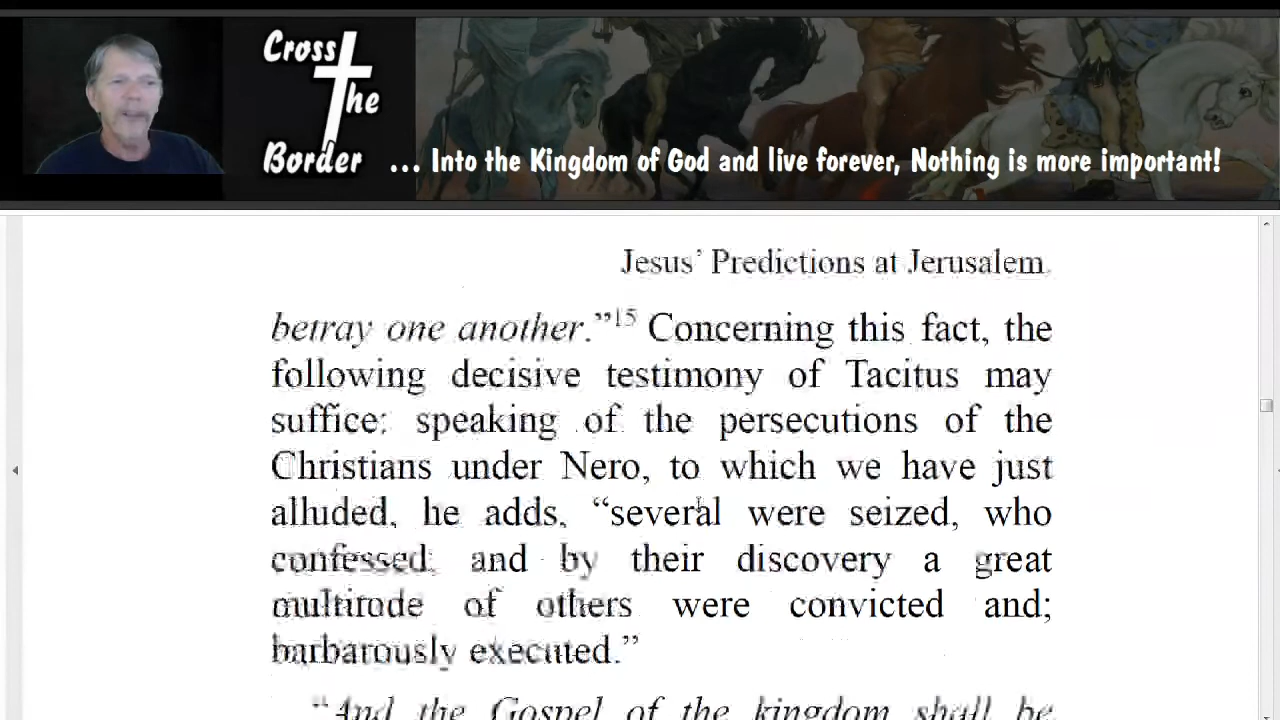 Cross
The
Border
... Into the Kingdom of God and live forever, Nothing is more important!
Jesus’ Predictions at Jerusalem.
betray one another.”15 Concerning this fact, the
following decisive testimony of Tacitus may
suffice: speaking of the persecutions of the
Christians under Nero, to which we have just
alluded, he adds, “several were seized, who
confessed; and by their discovery a great
multitude of others were convicted and;
barbarously executed.”
“And the Gospel of the kingdom shall be